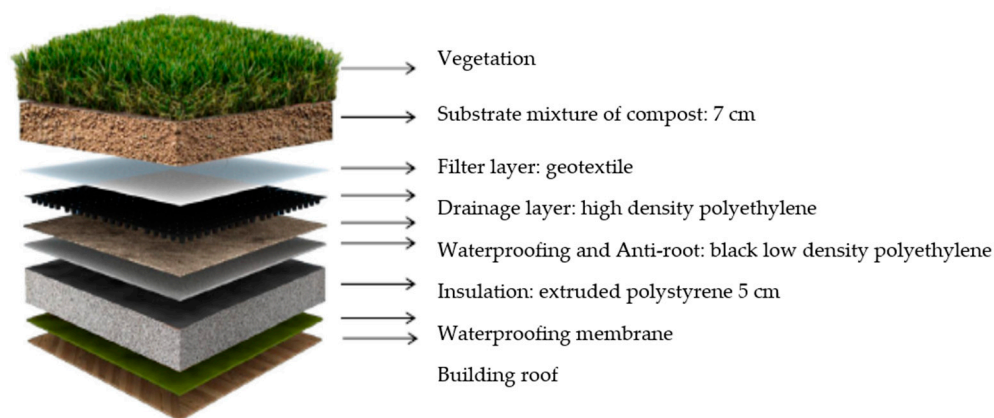 Vegetation
Substrate mixture of compost: 7 cm
Filter layer: geotextile
Drainage layer: high density polyethylene
Waterproofing and Anti-root: black low density polyethylene
Insulation: extruded polystyrene 5 cm
Waterproofing membrane
Building roof